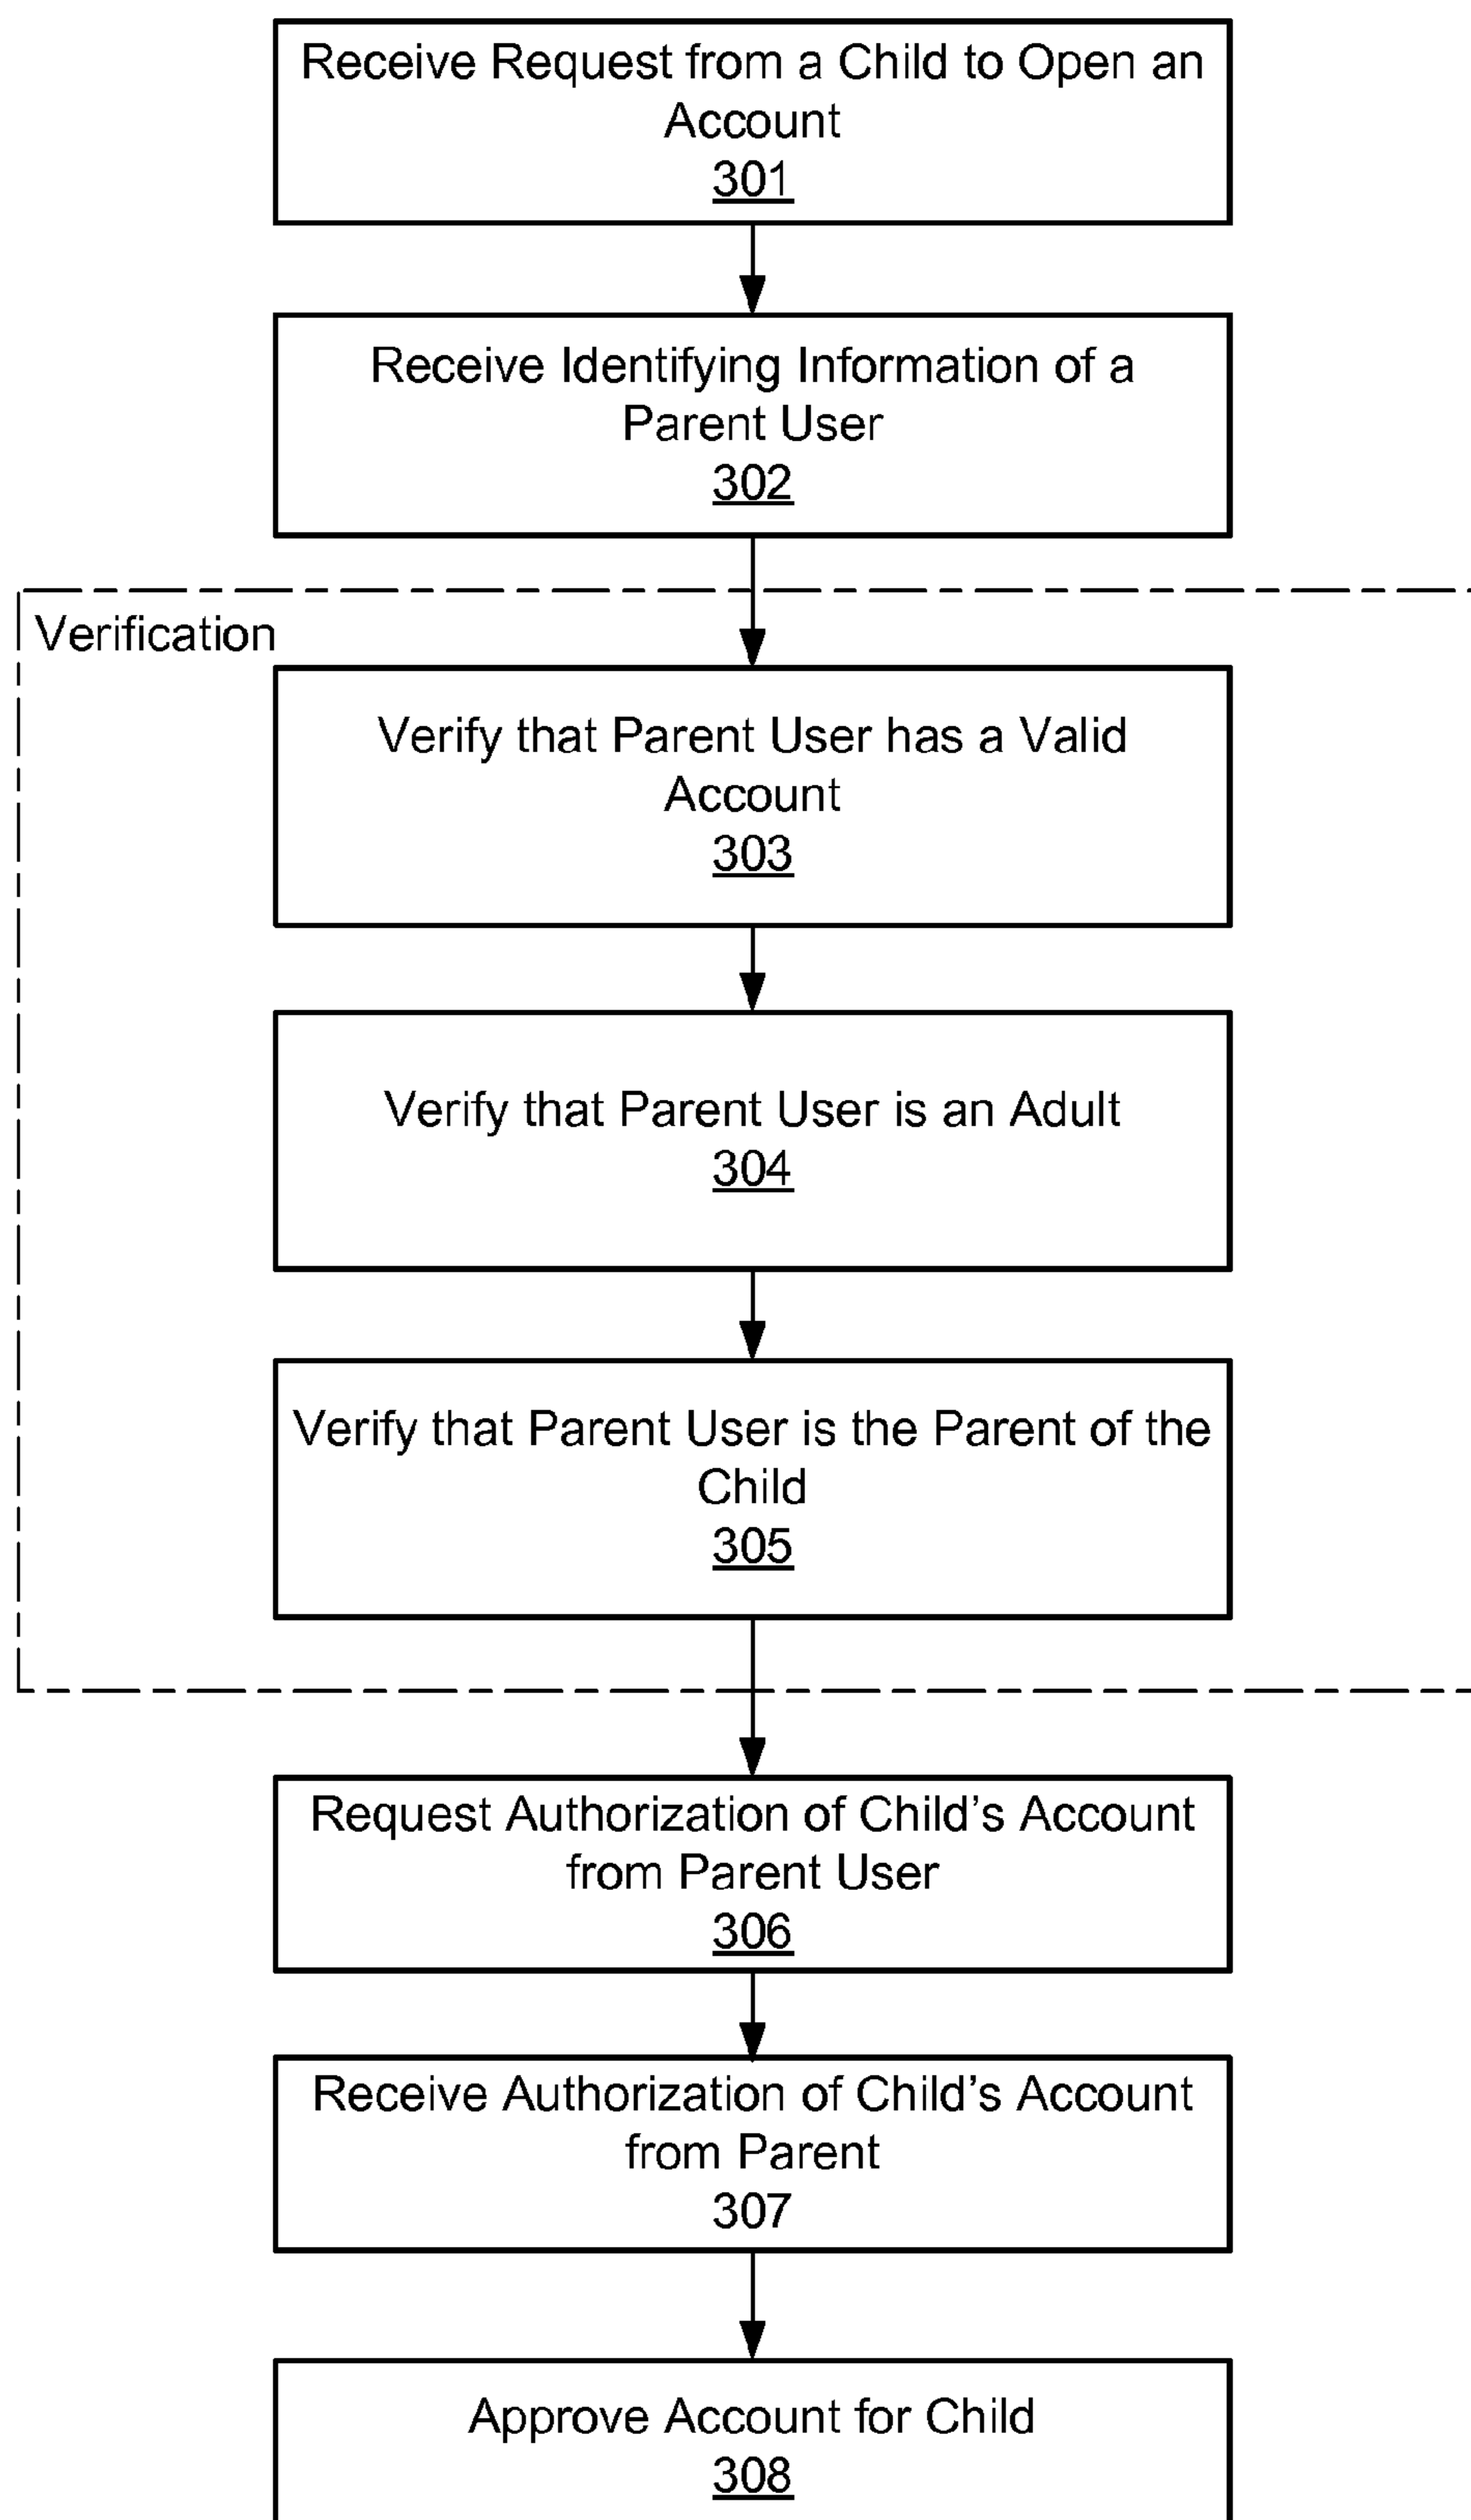 Receive Request from a Child to Open an
Account
301
Receive Identifying Information of a
Parent User
302
Verification
Verify that Parent User has a Valid
Account
303
Verify that Parent User is an Adult
304
Verify that Parent User is the Parent of the
Child
305
Request Authorization of Child's Account
from Parent User
306
Receive Authorization of Child's Account
from Parent
307
Approve Account for Child
308